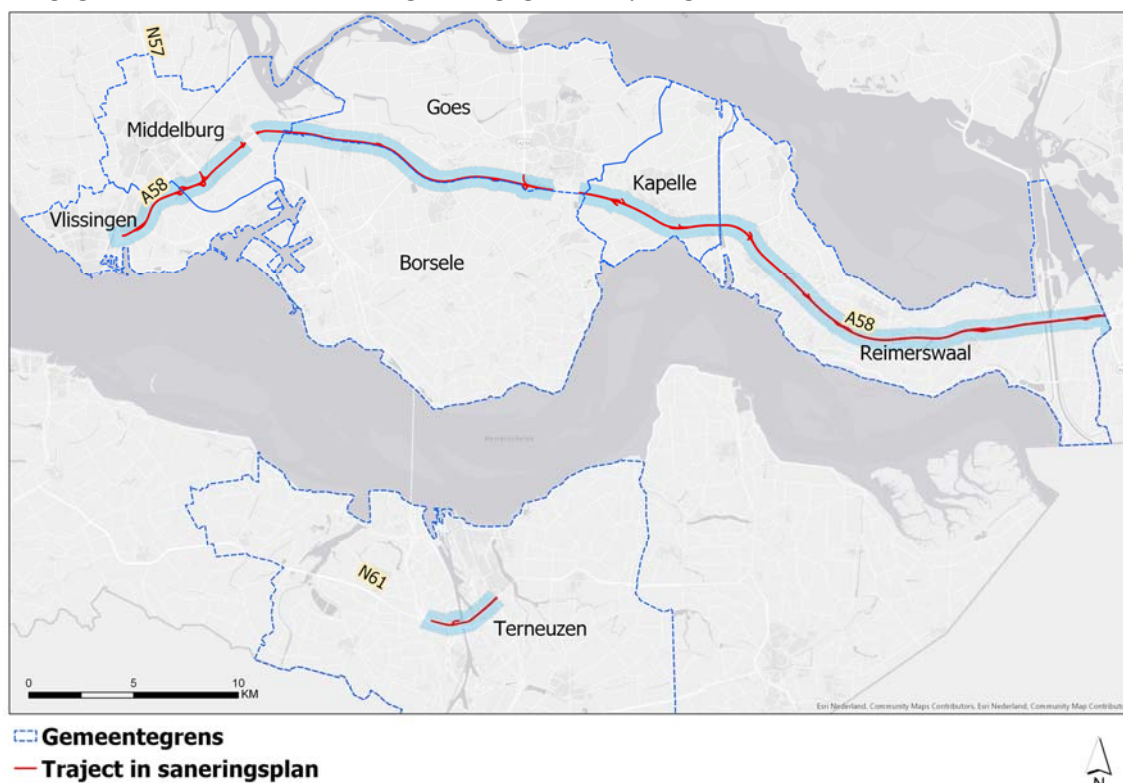 N57
Goes
Middelburg
Kapelle
A58
Vlissingen
Borsele
A58
Reimerswaal
N61
Terneuzen
0 5 10
KM
Esri Nederland, Community Maps Contributors, Esri Nederland, Community Map Contributo
Gemeentegrens
Traject in saneringsplan
N